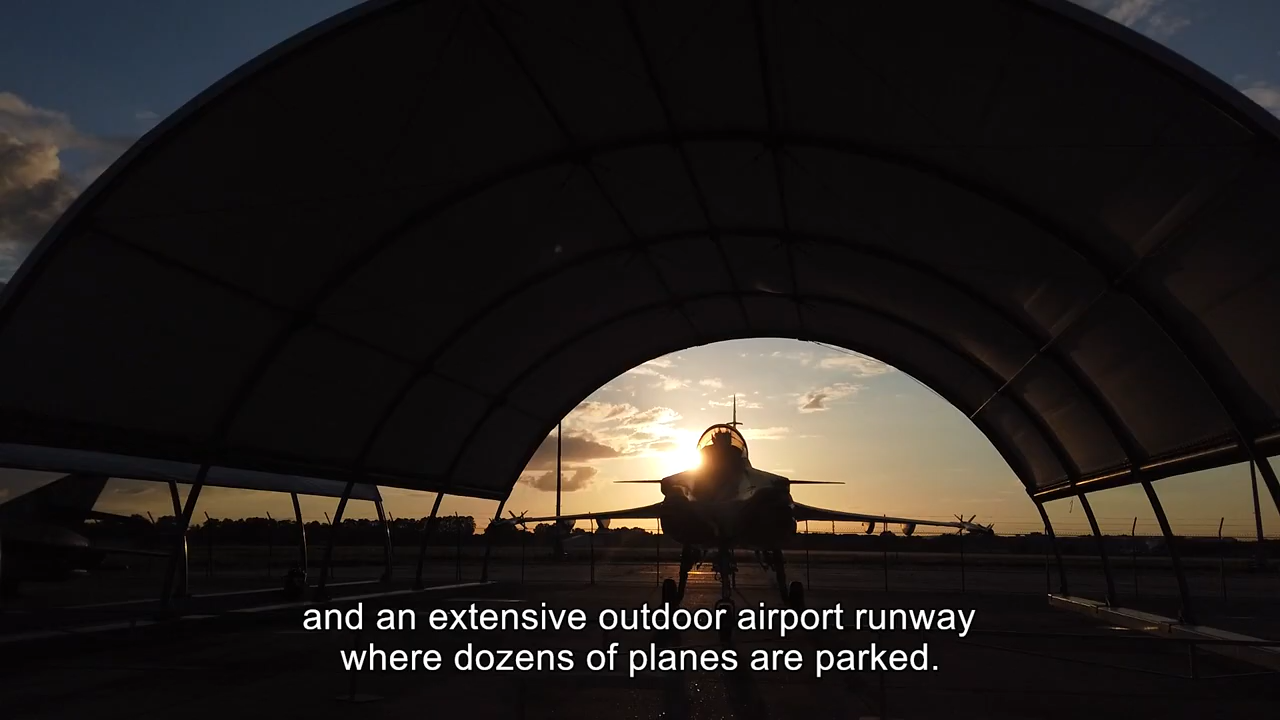 and an extensive outdoor airport runway
where dozens of planes are parked.